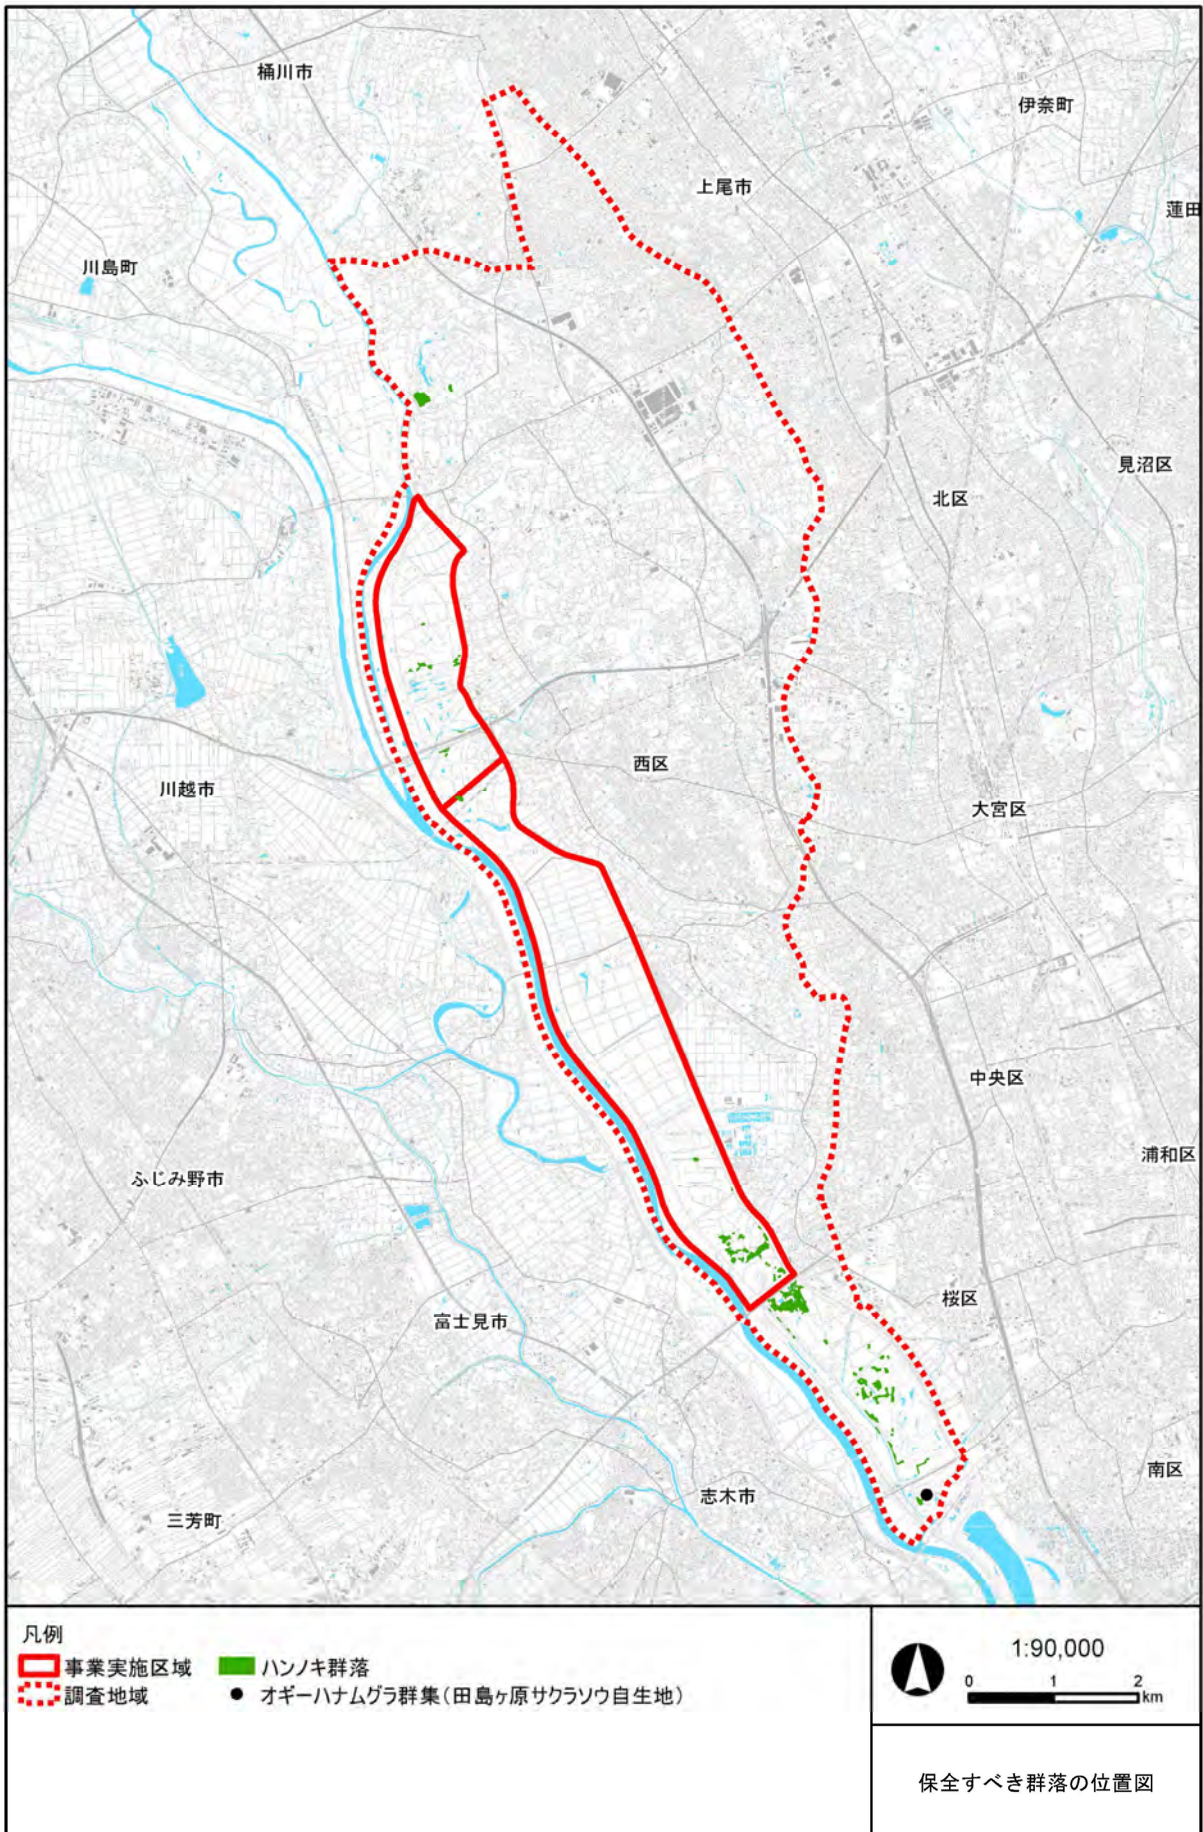 桶川市
伊奈町
上尾市
蓮田
川島町
見沼区
北区
西区
川越市
大宮区
中央区
浦和区
ふじみ野市
桜区
富士見市
南区
志木市
三芳町
凡例
事業実施区域
ハンノキ群落
調査地域
オギーハナムグラ群集(田島ヶ原サクラソウ自生地)
1:90,000
0 1 2
km
保全すべき群落の位置図